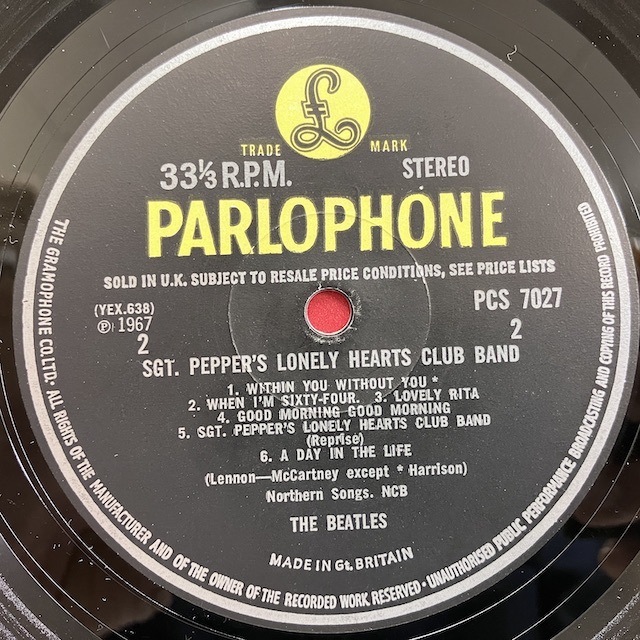 £
TRADE MARK
33⅓ R.P.M. STEREO
PARLOPHONE
SOLD IN U.K. SUBJECT TO RESALE PRICE CONDITIONS, SEE PRICE LISTS
(YEX.638) PCS 7027
℗ 1967
2 2
SGT. PEPPER'S LONELY HEARTS CLUB BAND
1. WITHIN YOU WITHOUT YOU *
2. WHEN I'M SIXTY-FOUR. 3. LOVELY RITA
4. GOOD MORNING GOOD MORNING
5. SGT. PEPPER'S LONELY HEARTS CLUB BAND
(Reprise)
6. A DAY IN THE LIFE
(Lennon—McCartney except * Harrison)
Northern Songs. NCB
THE BEATLES
MADE IN Gt. BRITAIN
THE GRAMOPHONE CO. LTD · ALL RIGHTS OF THE MANUFACTURER AND OF THE OWNER OF THE RECORDED WORK RESERVED · UNAUTHORISED PUBLIC PERFORMANCE BROADCASTING AND COPYING OF THIS RECORD PROHIBITED